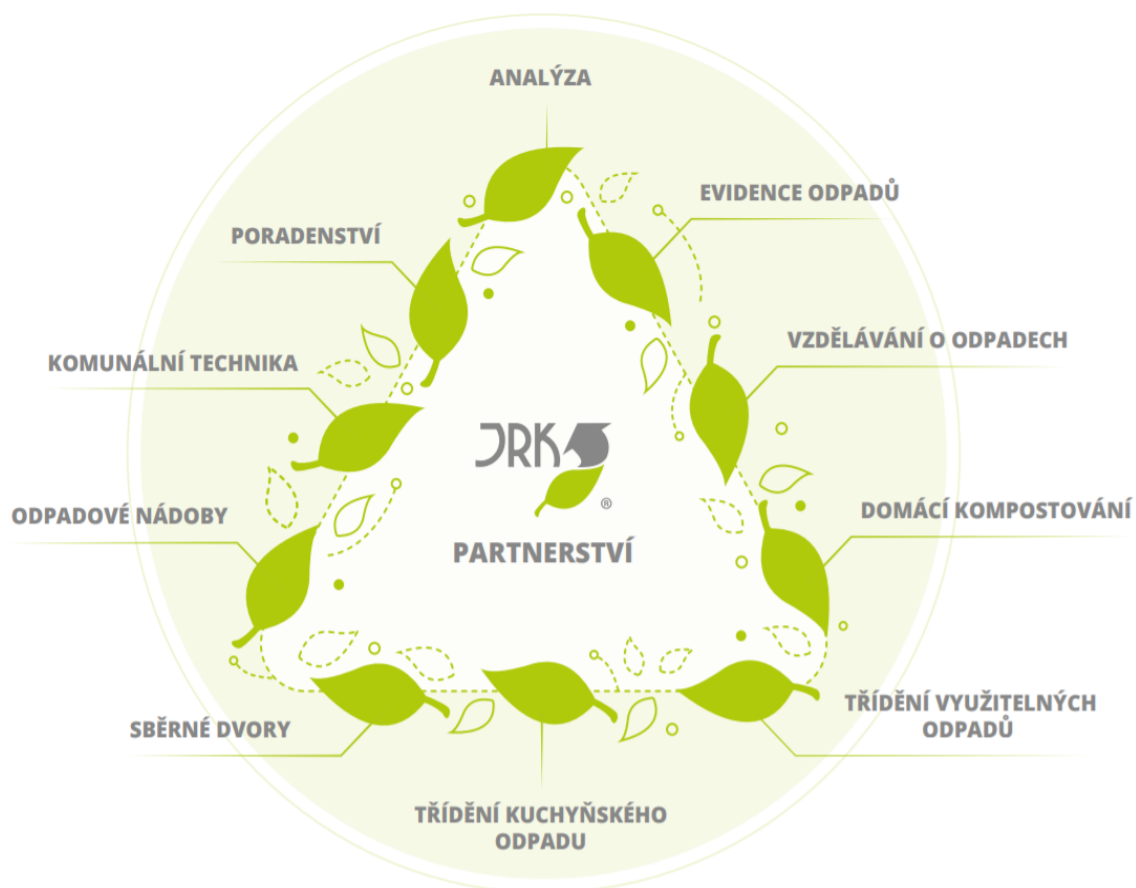 ANALÝZA
EVIDENCE ODPADŮ
PORADENSTVÍ
VZDĚLÁVÁNÍ O ODPADECH
KOMUNÁLNÍ TECHNIKA
JRK
®
PARTNERSTVÍ
ODPADOVÉ NÁDOBY
DOMÁCÍ KOMPOSTOVÁNÍ
SBĚRNÉ DVORY
TŘÍDĚNÍ VYUŽITELNÝCH
ODPADŮ
TŘÍDĚNÍ KUCHYŇSKÉHO
ODPADU